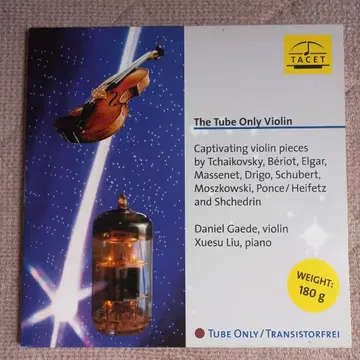 TACET
The Tube Only Violin
Captivating violin pieces
by Tchaikovsky, Bériot, Elgar,
Massenet, Drigo, Schubert,
Moszkowski, Ponce/Heifetz
and Shchedrin
Daniel Gaede, violin
Xuesu Liu, piano
WEIGHT:
180 g
TUBE ONLY/TRANSISTORFREI